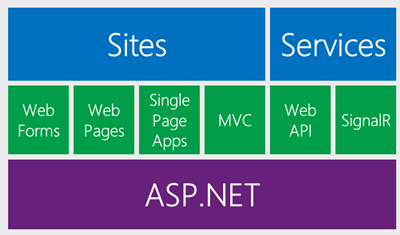 Sites
Services
Web
Forms
Web
Pages
Single
Page
Apps
MVC
Web
API
SignalR
ASP.NET